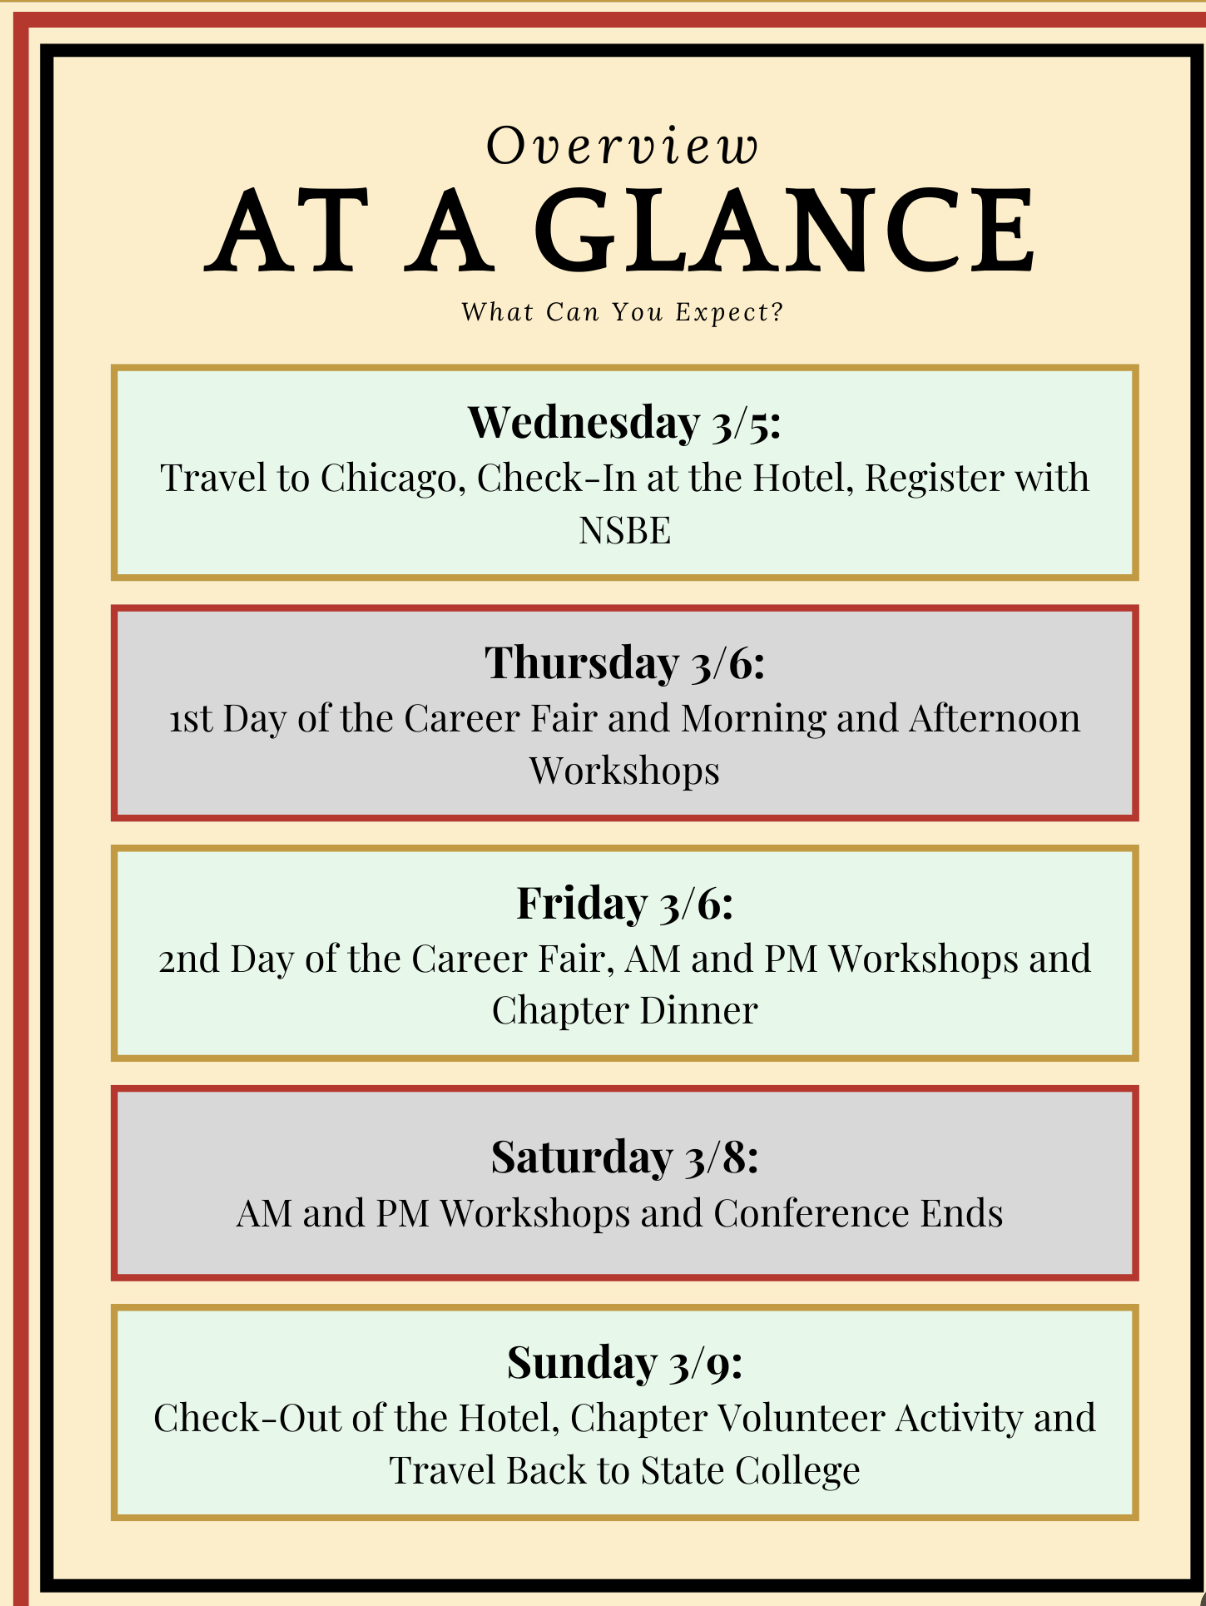 Overview
AT A GLANCE
What Can You Expect?
Wednesday 3/5:
Travel to Chicago, Check-In at the Hotel, Register with
NSBE
Thursday 3/6:
1st Day of the Career Fair and Morning and Afternoon
Workshops
Friday 3/6:
2nd Day of the Career Fair, AM and PM Workshops and
Chapter Dinner
Saturday 3/8:
AM and PM Workshops and Conference Ends
Sunday 3/9:
Check-Out of the Hotel, Chapter Volunteer Activity and
Travel Back to State College